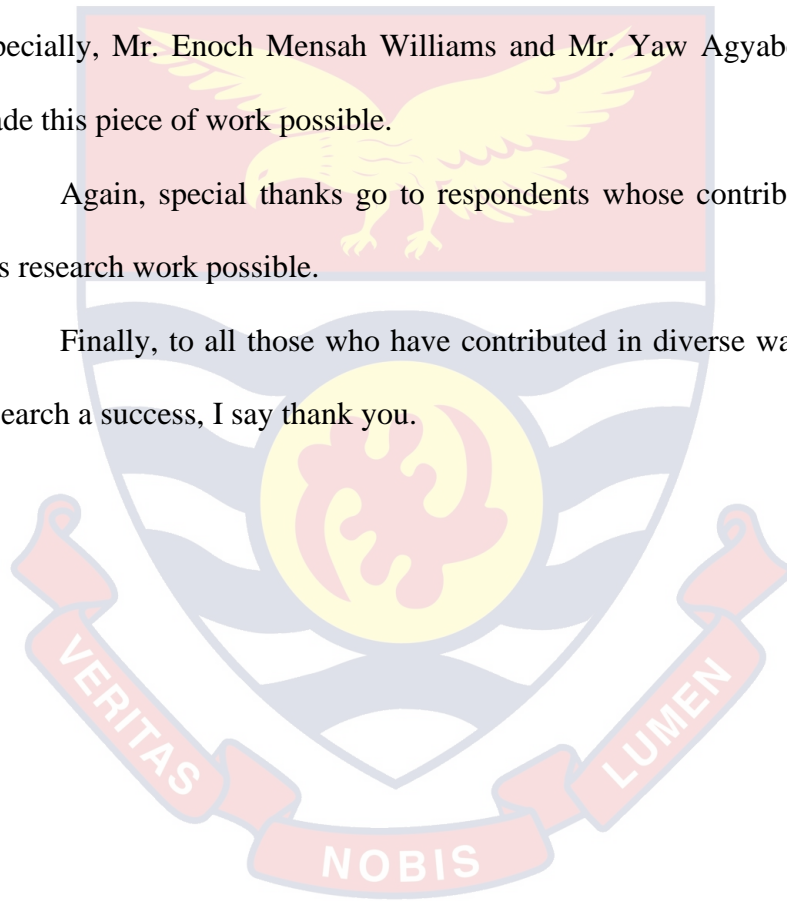 pecially, Mr. Enoch Mensah Williams and Mr. Yaw Agyab
ade this piece of work possible.
Again, special thanks go to respondents whose contrib
s research work possible.
Finally, to all those who have contributed in diverse wa
earch a success, I say thank you.
VERITAS
NOBIS
LUMEN